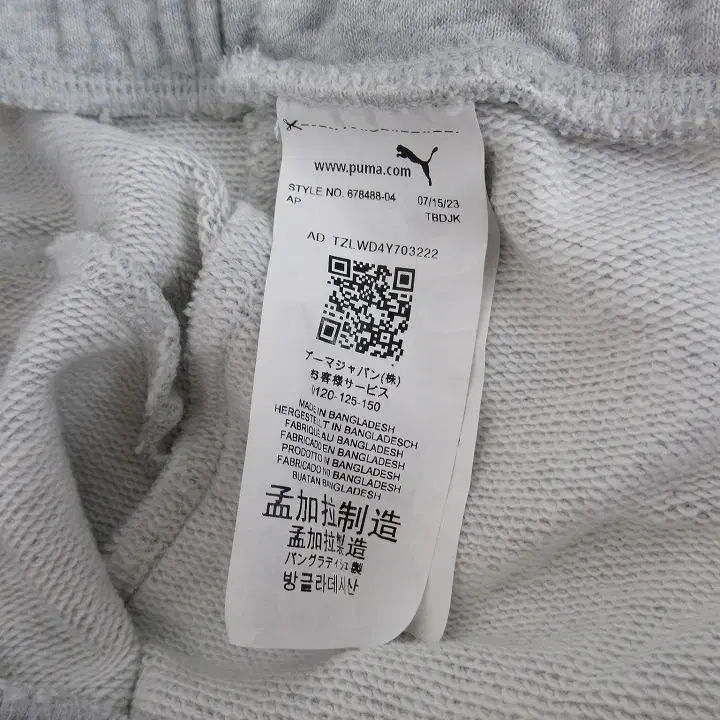 www.puma.com
STYLE NO. 678488-04 07/15/23
AP TBDJK
AD TZLWD4Y703222
プーマジャパン(株)
お客様サービス
0120-125-150
MADE IN BANGLADESH
HERGESTELLT IN BANGLADESCH
FABRIQUE AU BANGLADESH
FABRICADO EN BANGLADESH
PRODOTTO IN BANGLADESH
FABRICADO NO BANGLADESH
BUATAN BANGLADESH
孟加拉制造
孟加拉製造
バングラディシュ製
방글라데시산